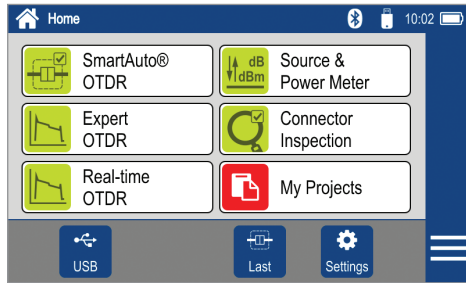 Home
10:02
SmartAuto®
OTDR
dB
dBm
Source &
Power Meter
Expert
OTDR
Connector
Inspection
Real-time
OTDR
My Projects
USB
Last
Settings